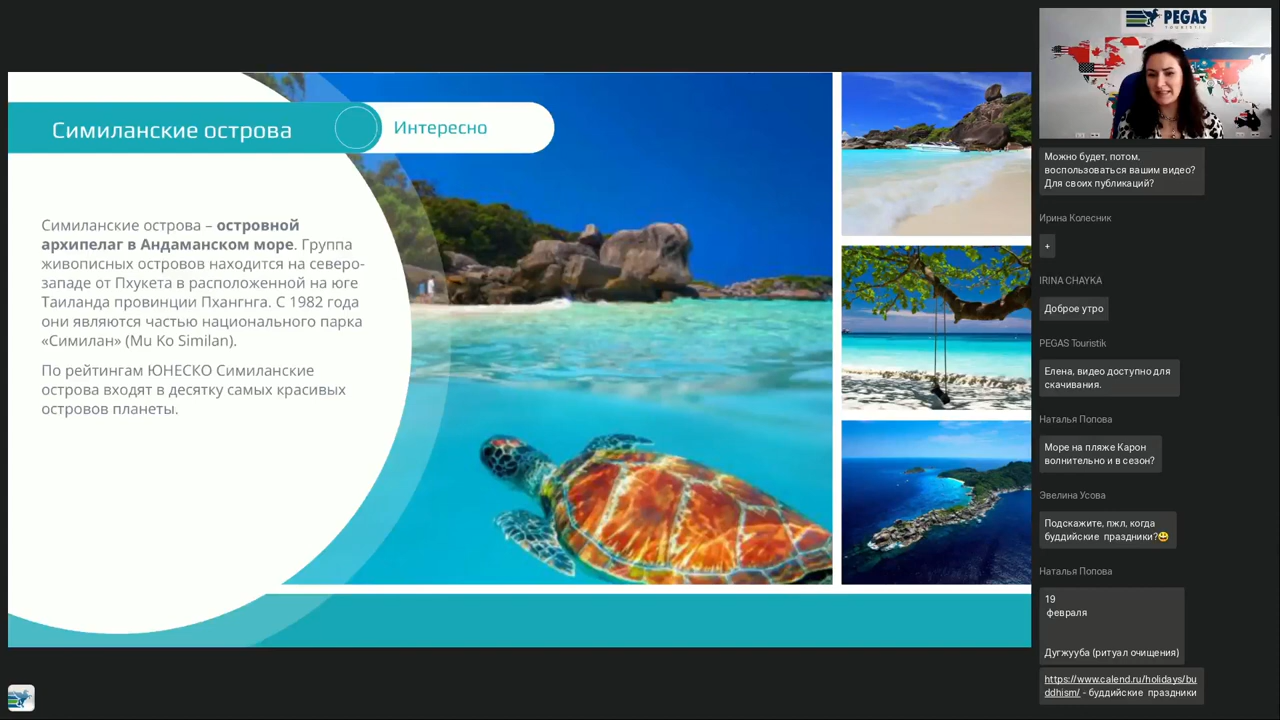 Симиланские острова
Интересно
Симиланские острова – островной
архипелаг в Андаманском море. Группа
живописных островов находится на северо-
западе от Пхукета в расположенной на юге
Таиланда провинции Пхангнга. С 1982 года
они являются частью национального парка
«Симилан» (Mu Ko Similan).
По рейтингам ЮНЕСКО Симиланские
острова входят в десятку самых красивых
островов планеты.
PEGAS
TOURISTIK
Можно будет, потом.
воспользоваться вашим видео?
Для своих публикаций?
Ирина Колесник
+
IRINA CHAYKA
Доброе утро
PEGAS Touristik
Елена, видео доступно для
скачивания.
Наталья Попова
Море на пляже Карон
волнительно и в сезон?
Эвелина Усова
Подскажите, пжл, когда
буддийские праздники?😃
Наталья Попова
19
февраля
Дугжууба (ритуал очищения)
https://www.calend.ru/holidays/bu
ddhism/ - буддийские праздники